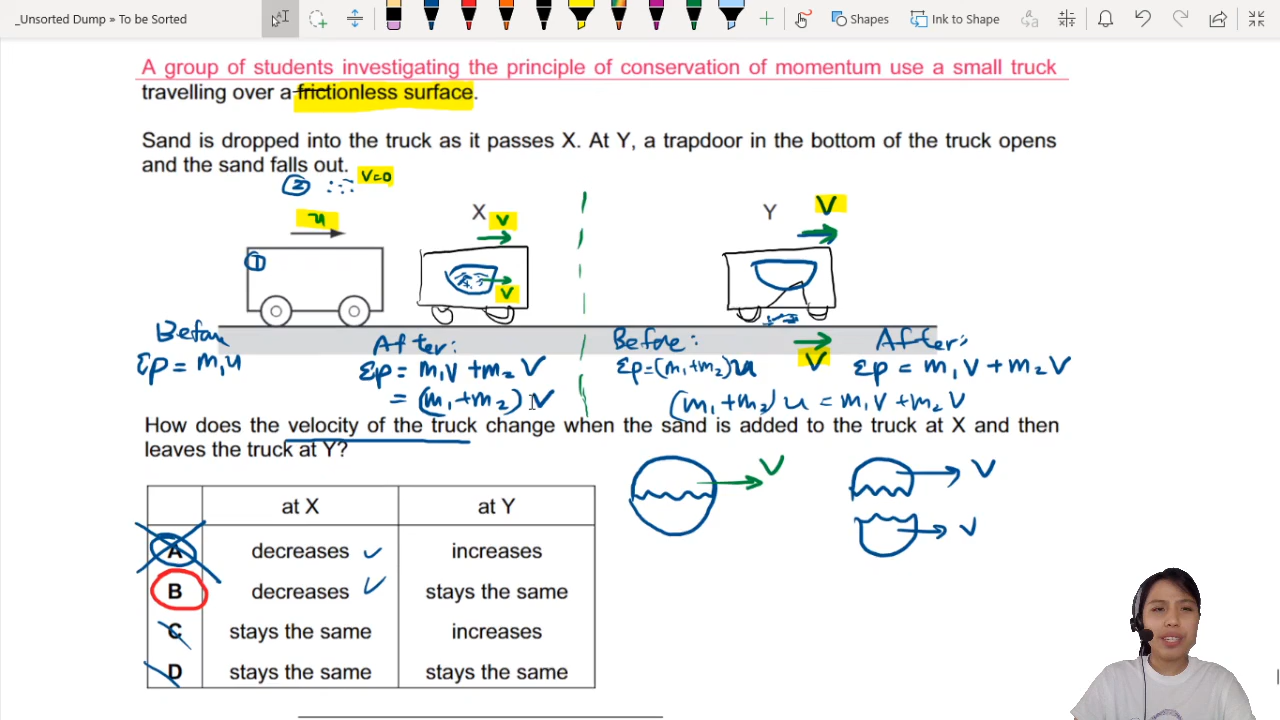 _Unsorted Dump » To be Sorted
Shapes
Ink to Shape
A group of students investigating the principle of conservation of momentum use a small truck
travelling over a frictionless surface.
Sand is dropped into the truck as it passes X. At Y, a trapdoor in the bottom of the truck opens
and the sand falls out.
② V=0
u X V Y V
①
V
Before After: Before: V After:
Σp = m₁u Σp = m₁V + m₂V Σp=(m₁+m₂)u Σp = m₁V + m₂V
= (m₁+m₂)V (m₁+m₂)u = m₁V + m₂V
How does the velocity of the truck change when the sand is added to the truck at X and then
leaves the truck at Y?
V V
V
at X at Y
A decreases ✓ increases
B decreases ✓ stays the same
C stays the same increases
D stays the same stays the same